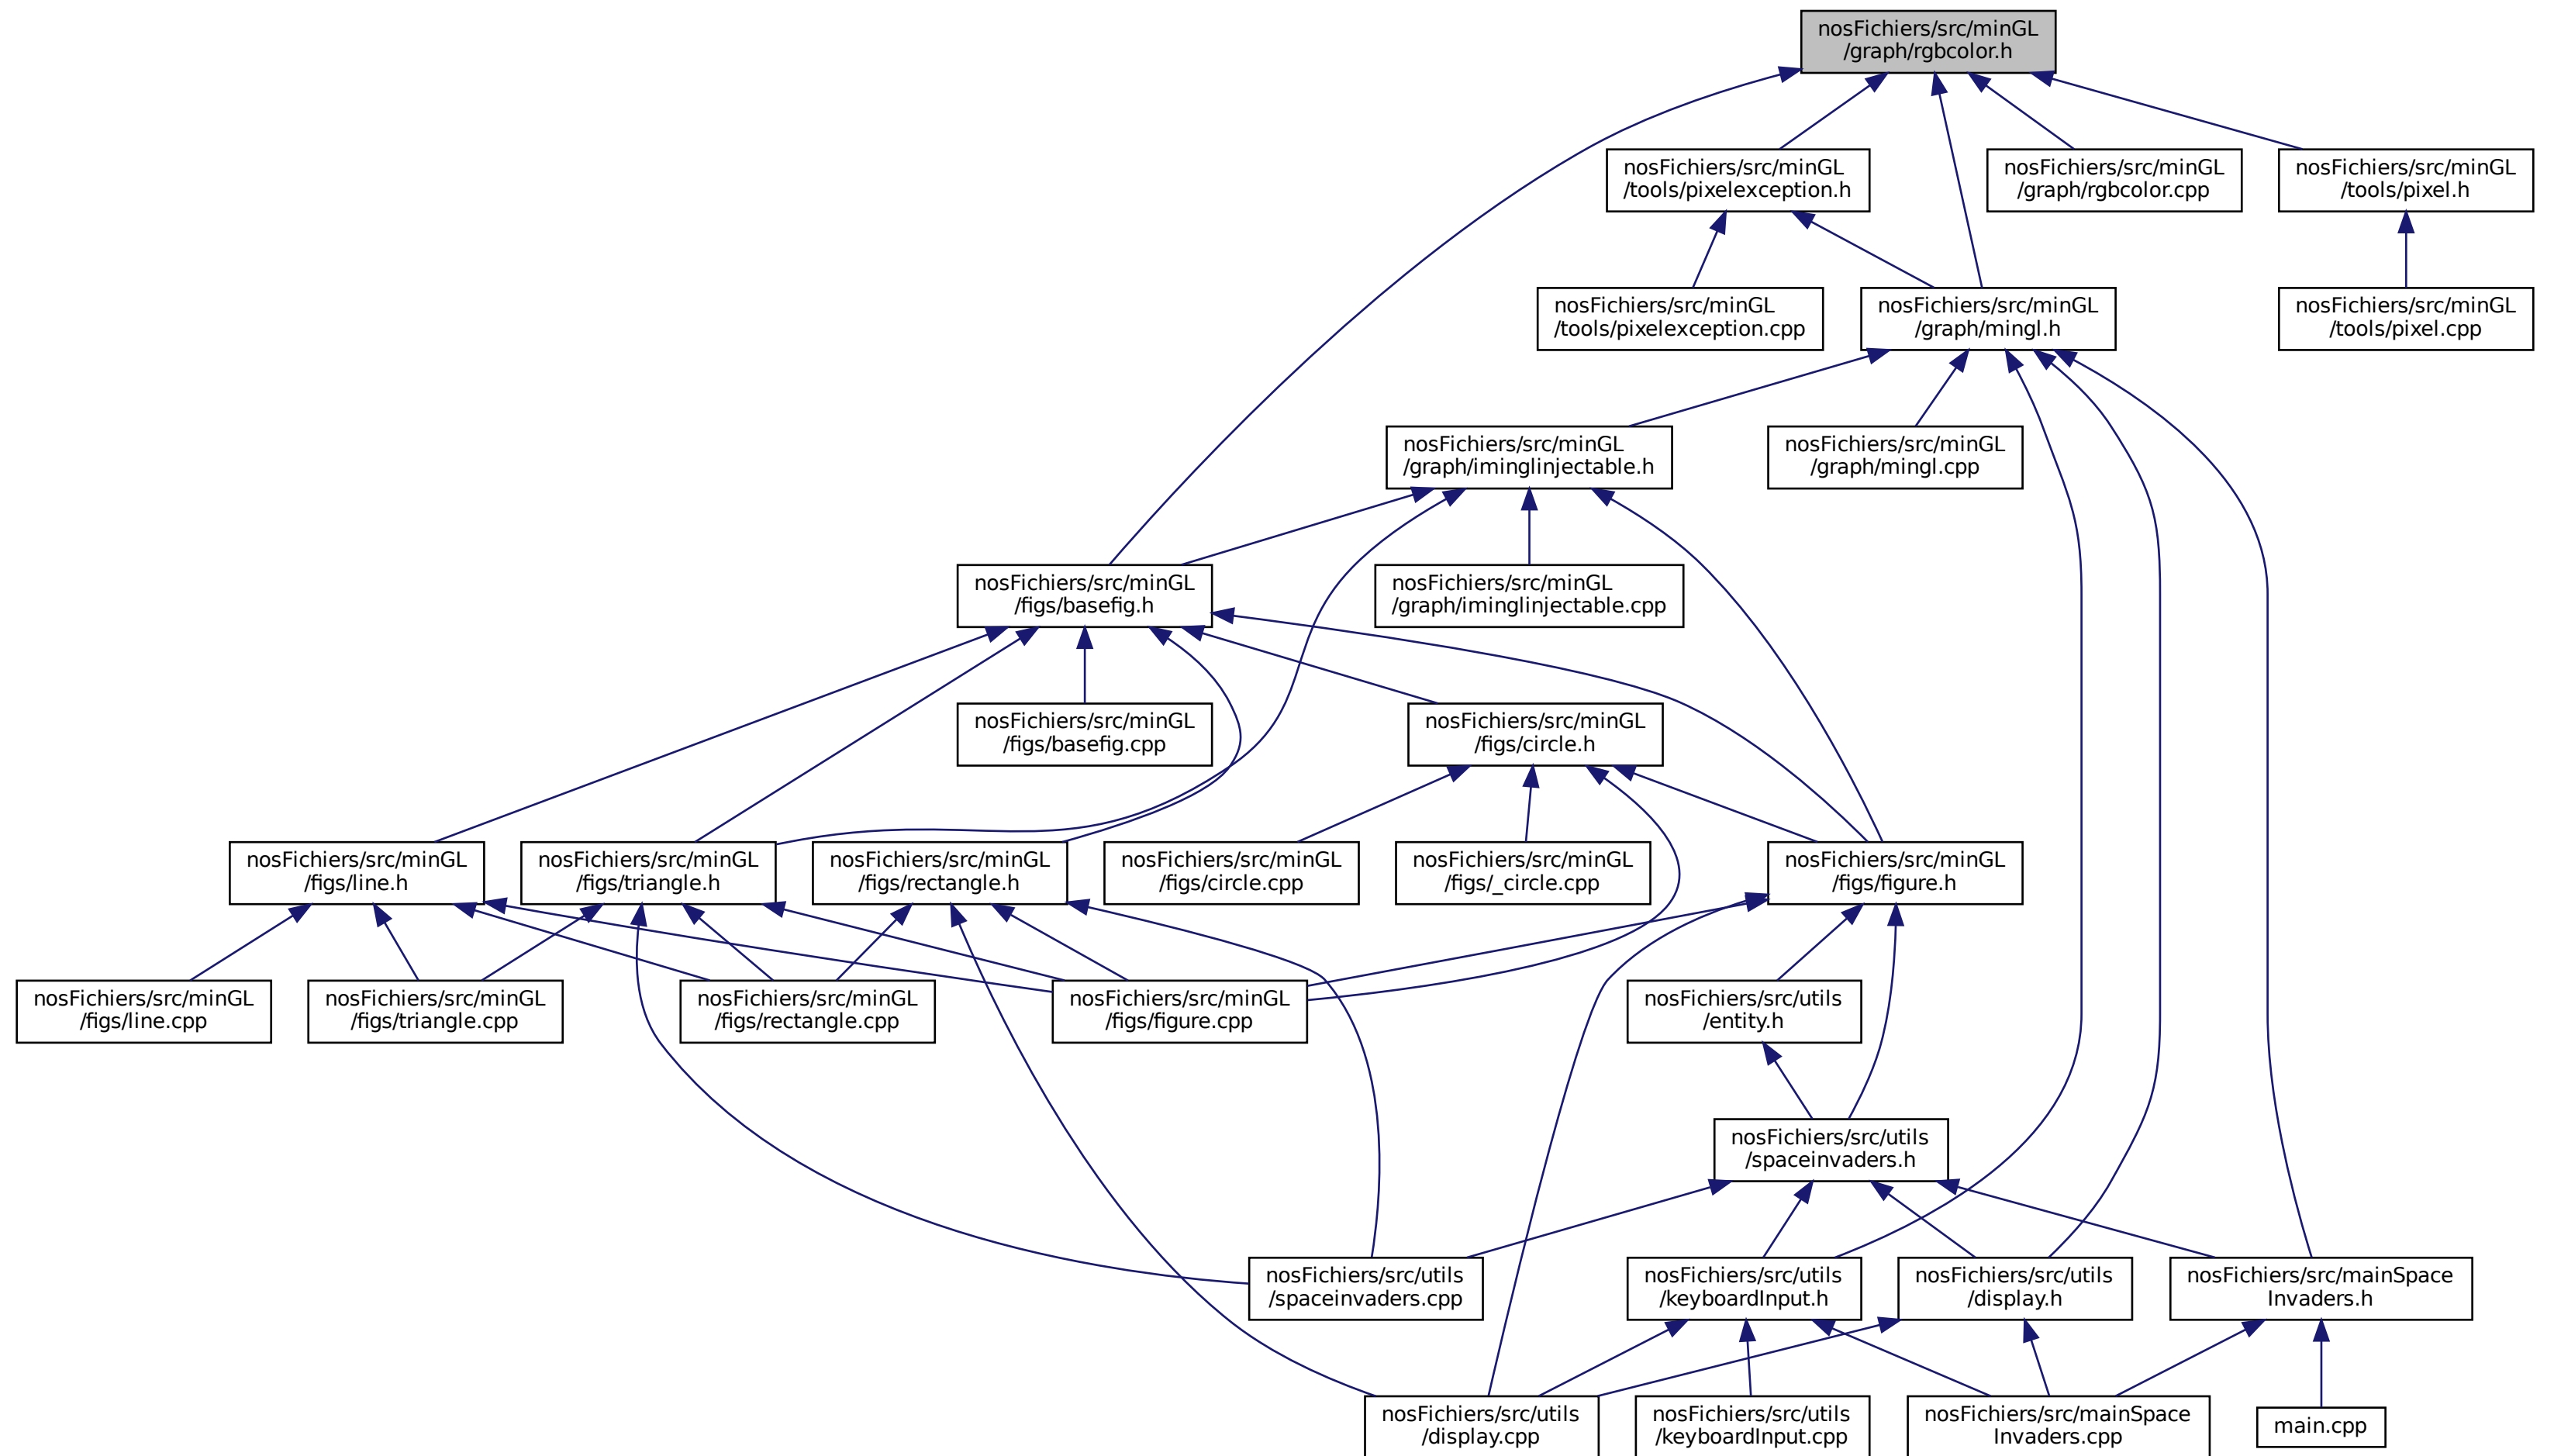 nosFichiers/src/minGL
/graph/rgbcolor.h
nosFichiers/src/minGL
/tools/pixelexception.h
nosFichiers/src/minGL
/graph/rgbcolor.cpp
nosFichiers/src/minGL
/tools/pixel.h
nosFichiers/src/minGL
/tools/pixelexception.cpp
nosFichiers/src/minGL
/graph/mingl.h
nosFichiers/src/minGL
/tools/pixel.cpp
nosFichiers/src/minGL
/graph/iminglinjectable.h
nosFichiers/src/minGL
/graph/mingl.cpp
nosFichiers/src/minGL
/figs/basefig.h
nosFichiers/src/minGL
/graph/iminglinjectable.cpp
nosFichiers/src/minGL
/figs/basefig.cpp
nosFichiers/src/minGL
/figs/circle.h
nosFichiers/src/minGL
/figs/line.h
nosFichiers/src/minGL
/figs/triangle.h
nosFichiers/src/minGL
/figs/rectangle.h
nosFichiers/src/minGL
/figs/circle.cpp
nosFichiers/src/minGL
/figs/_circle.cpp
nosFichiers/src/minGL
/figs/figure.h
nosFichiers/src/minGL
/figs/line.cpp
nosFichiers/src/minGL
/figs/triangle.cpp
nosFichiers/src/minGL
/figs/rectangle.cpp
nosFichiers/src/minGL
/figs/figure.cpp
nosFichiers/src/utils
/entity.h
nosFichiers/src/utils
/spaceinvaders.h
nosFichiers/src/utils
/spaceinvaders.cpp
nosFichiers/src/utils
/keyboardInput.h
nosFichiers/src/utils
/display.h
nosFichiers/src/mainSpace
Invaders.h
nosFichiers/src/utils
/display.cpp
nosFichiers/src/utils
/keyboardInput.cpp
nosFichiers/src/mainSpace
Invaders.cpp
main.cpp